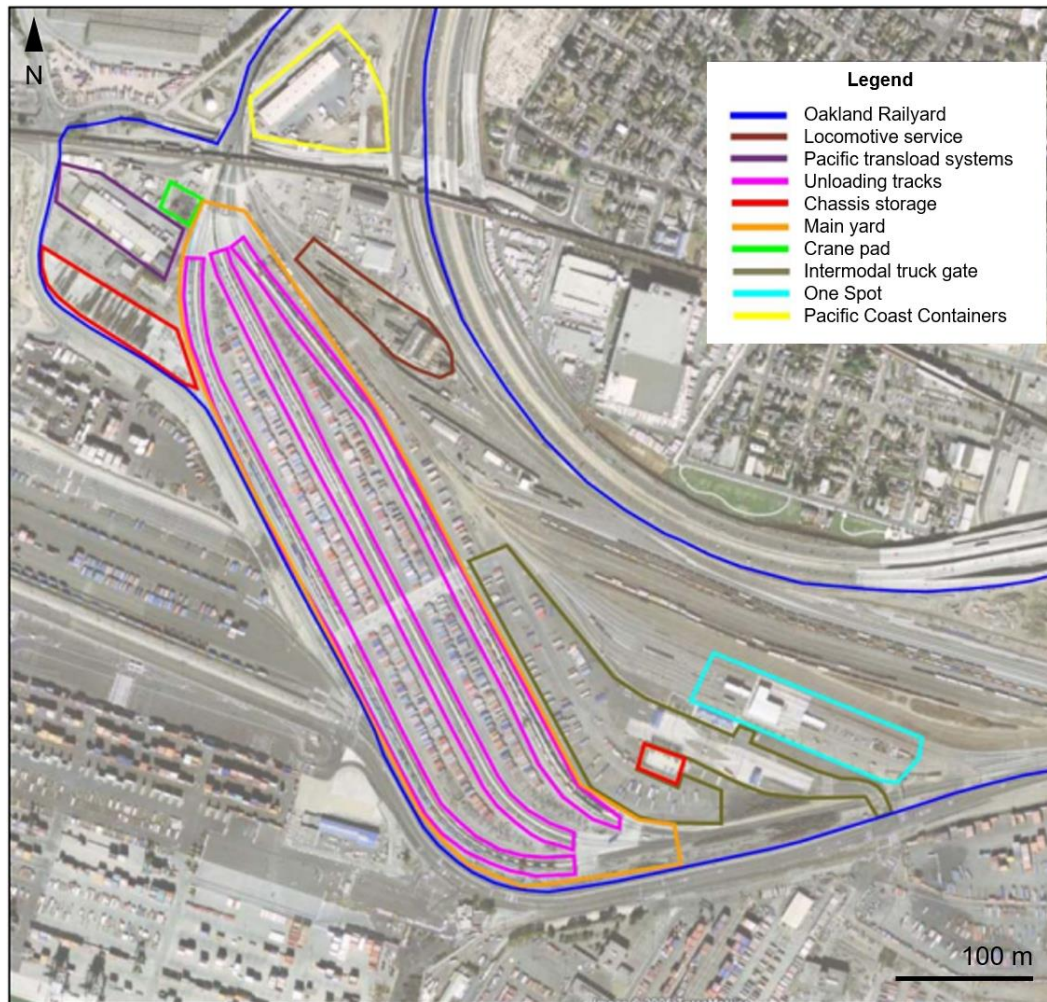 N
Legend
Oakland Railyard
Locomotive service
Pacific transload systems
Unloading tracks
Chassis storage
Main yard
Crane pad
Intermodal truck gate
One Spot
Pacific Coast Containers
100 m